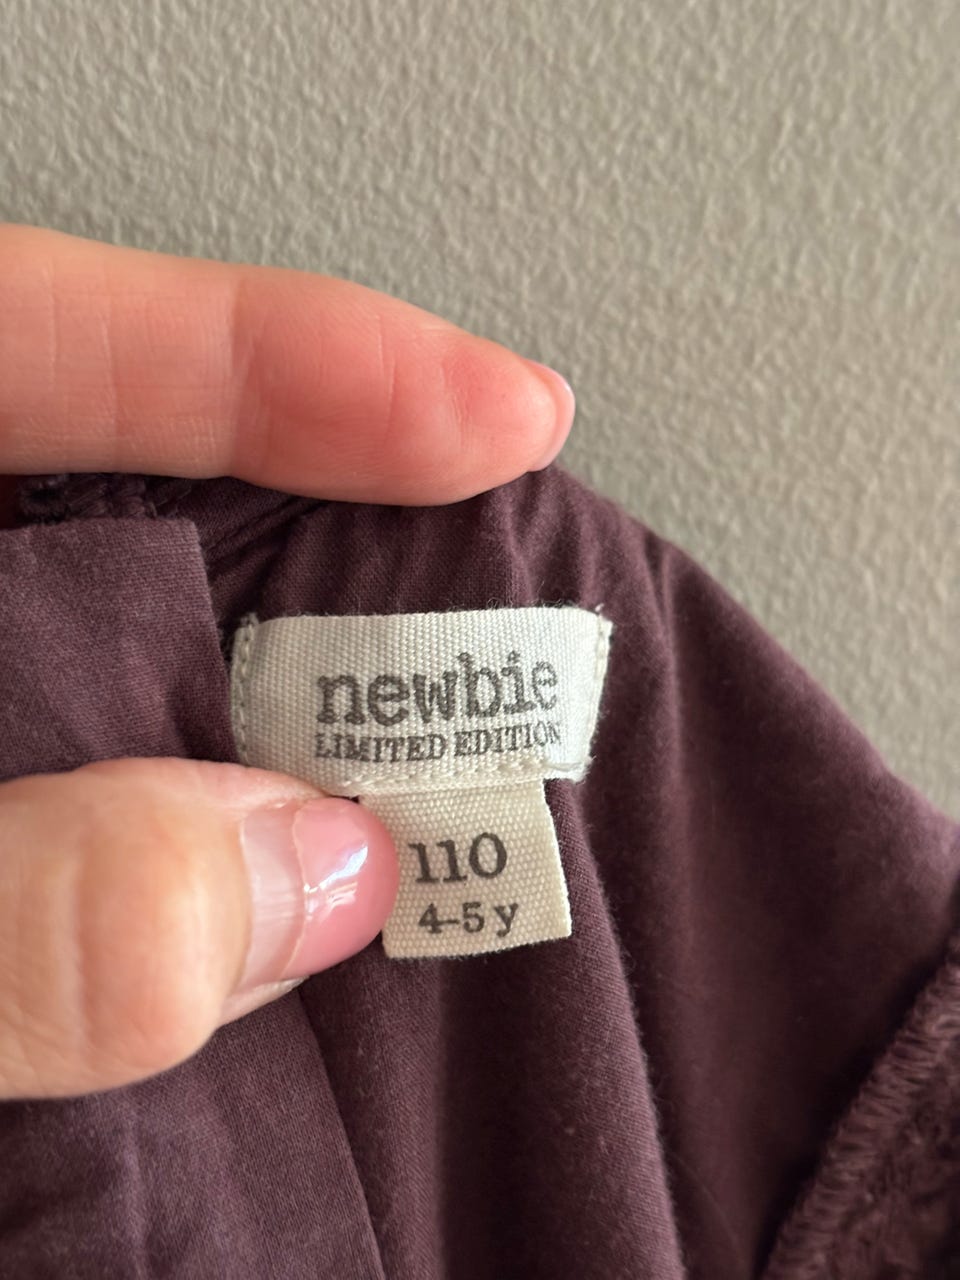 newbie
LIMITED EDITION
110
4-5 y